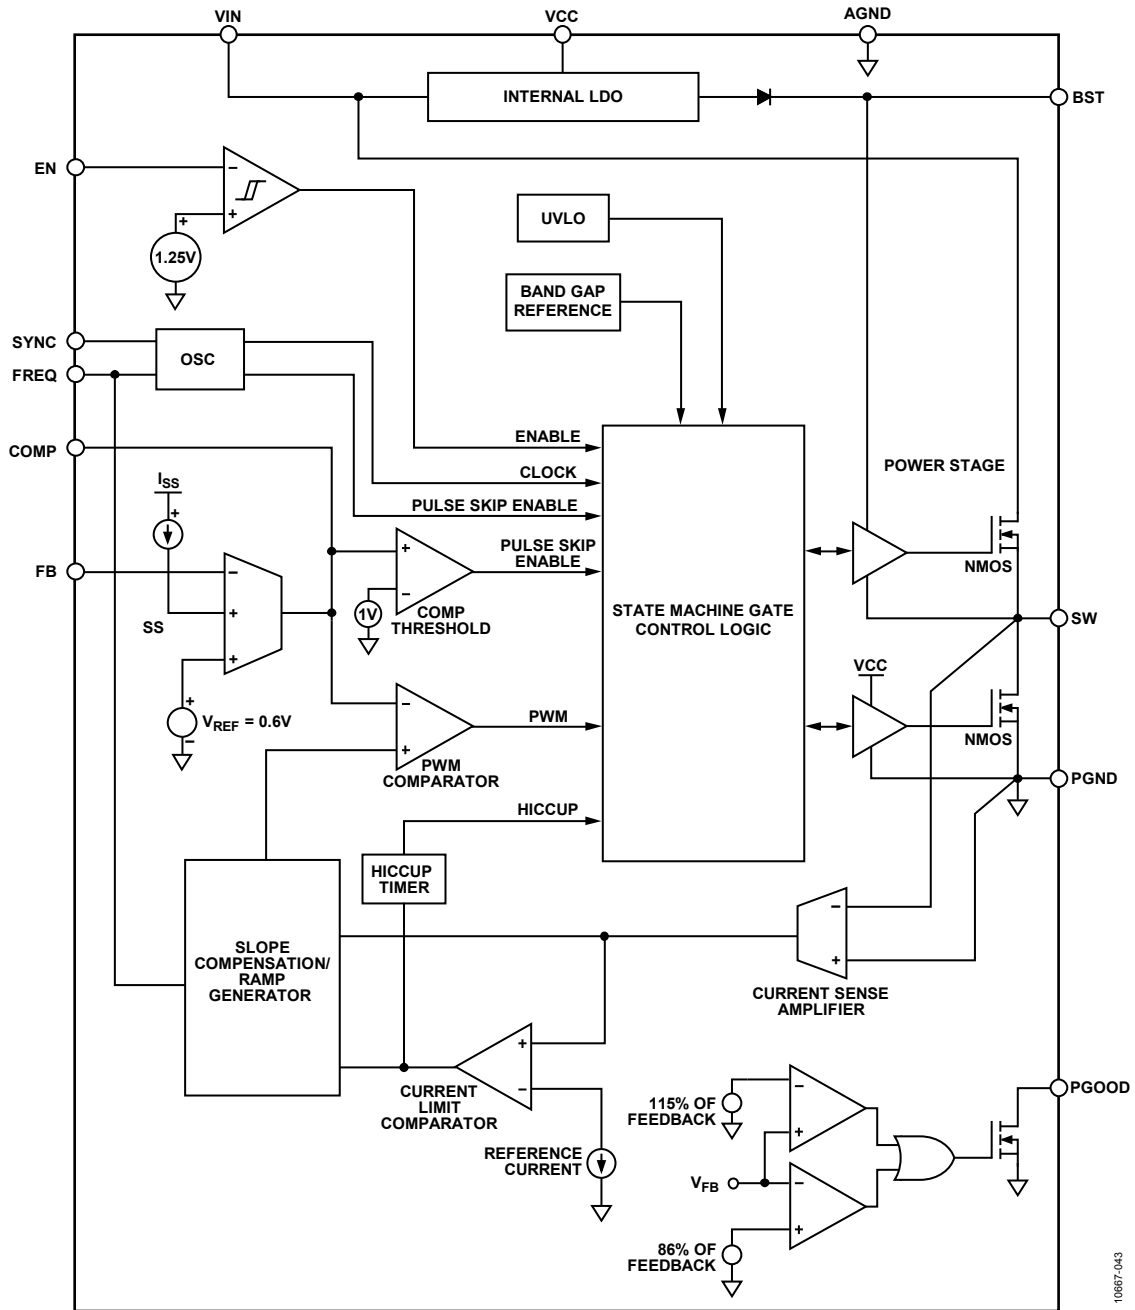 VIN
VCC
AGND
INTERNAL LDO
BST
EN
−
+
+
1.25V
UVLO
BAND GAP
REFERENCE
SYNC
FREQ
OSC
COMP
ENABLE
CLOCK
PULSE SKIP ENABLE
PULSE SKIP
ENABLE
POWER STAGE
ISS
+
FB
−
+
+
SS
+
−
1V
COMP
THRESHOLD
STATE MACHINE GATE
CONTROL LOGIC
NMOS
SW
VCC
+
−
VREF = 0.6V
−
+
PWM
PWM
COMPARATOR
NMOS
PGND
HICCUP
HICCUP
TIMER
SLOPE
COMPENSATION/
RAMP
GENERATOR
−
+
CURRENT SENSE
AMPLIFIER
+
−
CURRENT
LIMIT
COMPARATOR
REFERENCE
CURRENT
115% OF
FEEDBACK
−
+
PGOOD
VFB
−
+
86% OF
FEEDBACK
10667-043